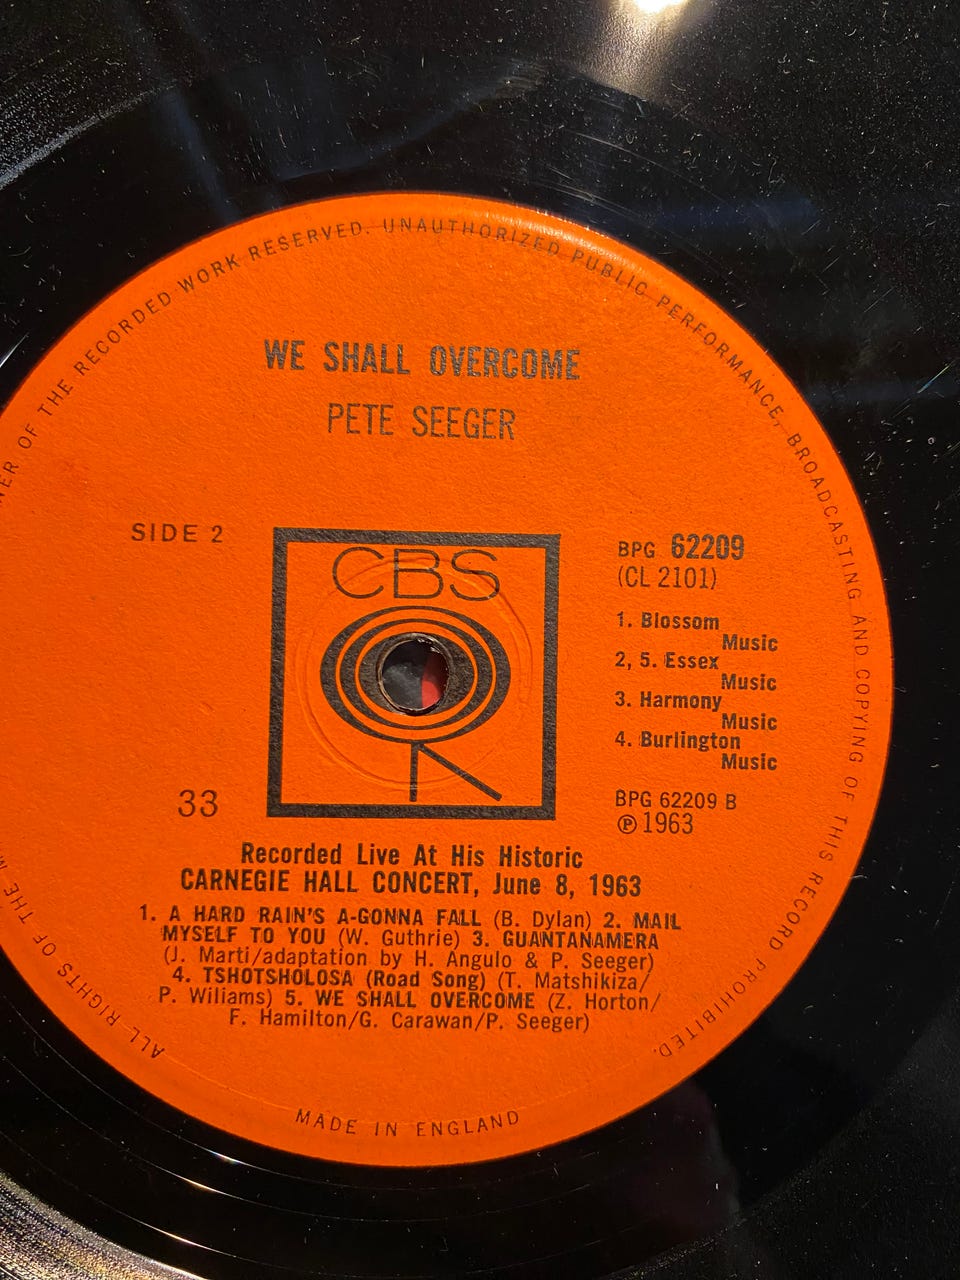 OF THE RECORDED WORK RESERVED. UNAUTHORIZED PUBLIC PERFORMANCE, BROADCASTING AND COPYING OF THIS RECORD PROHIBITED.
WE SHALL OVERCOME
PETE SEEGER
SIDE 2
CBS
BPG 62209
(CL 2101)
1. Blossom
Music
2, 5. Essex
Music
3. Harmony
Music
4. Burlington
Music
33
BPG 62209 B
℗ 1963
Recorded Live At His Historic
CARNEGIE HALL CONCERT, June 8, 1963
1. A HARD RAIN'S A-GONNA FALL (B. Dylan) 2. MAIL
MYSELF TO YOU (W. Guthrie) 3. GUANTANAMERA
(J. Marti/adaptation by H. Angulo & P. Seeger)
4. TSHOTSHOLOSA (Road Song) (T. Matshikiza/
P. Wiliams) 5. WE SHALL OVERCOME (Z. Horton/
F. Hamilton/G. Carawan/P. Seeger)
ALL RIGHTS OF THE
MADE IN ENGLAND